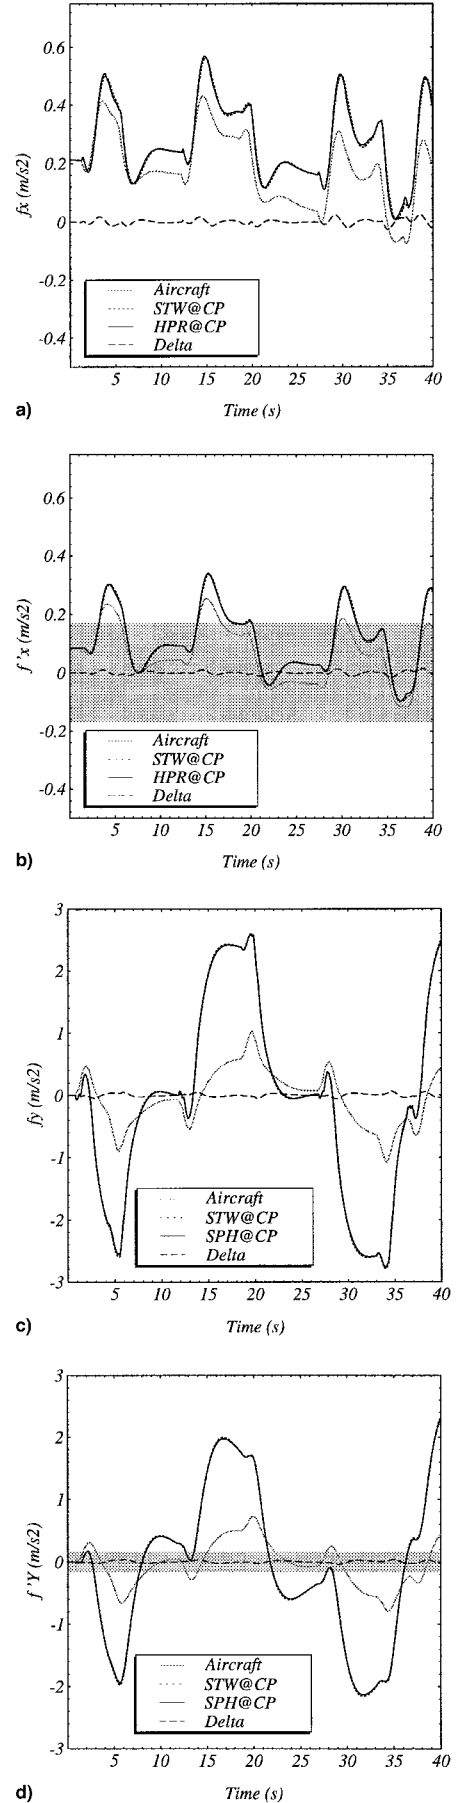 0.6
0.4
0.2
0
-0.2
-0.4
fx (m/s2)
Aircraft
STW@CP
HPR@CP
Delta
5 10 15 20 25 30 35 40
a) Time (s)
0.6
0.4
0.2
0
-0.2
-0.4
f'x (m/s2)
Aircraft
STW@CP
HPR@CP
Delta
5 10 15 20 25 30 35 40
b) Time (s)
3
2
1
0
-1
-2
-3
fy (m/s2)
Aircraft
STW@CP
SPH@CP
Delta
5 10 15 20 25 30 35 40
c) Time (s)
3
2
1
0
-1
-2
-3
f'Y (m/s2)
Aircraft
STW@CP
SPH@CP
Delta
5 10 15 20 25 30 35 40
d) Time (s)